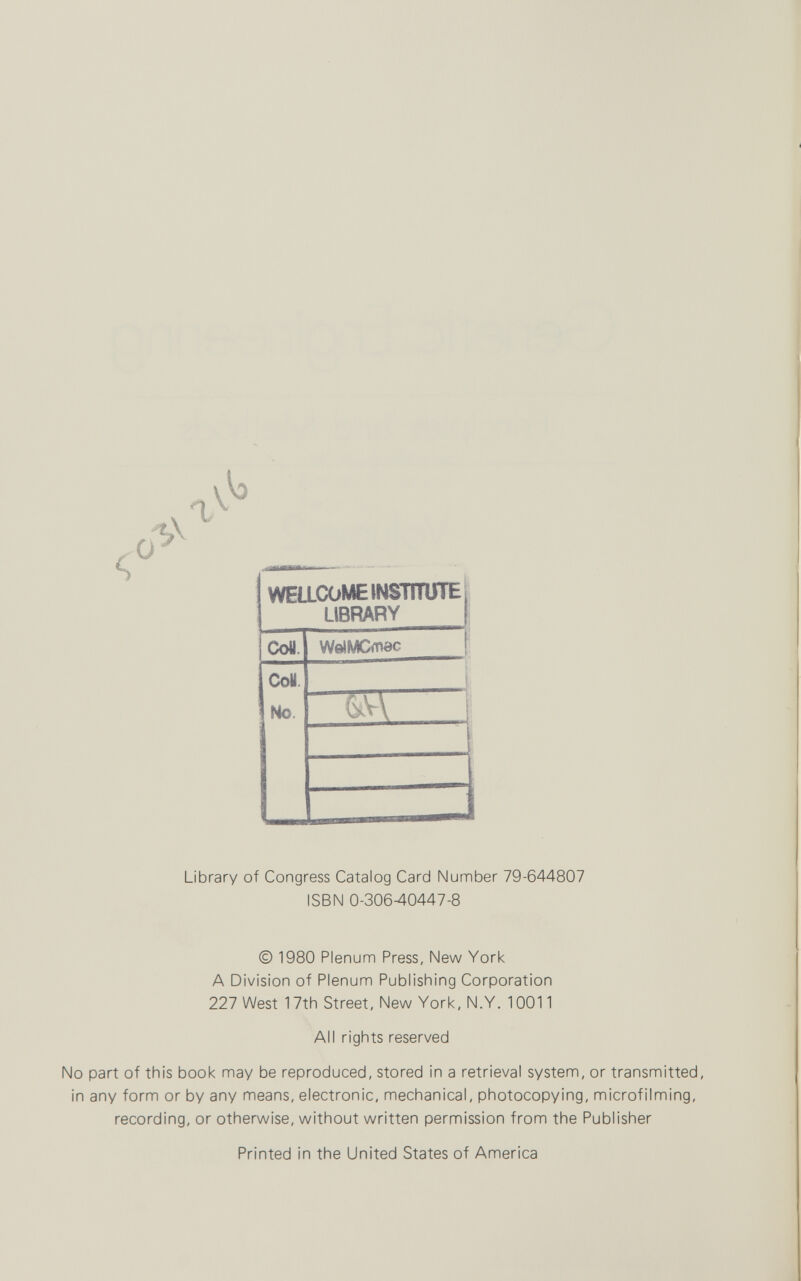 WELLCOME INSTITUTE
LIBRARY
Coll. WelMCmec
Coll.
No. QH
Library of Congress Catalog Card Number 79-644807
ISBN 0-306-40447-8
© 1980 Plenum Press, New York
A Division of Plenum Publishing Corporation
227 West 17th Street, New York, N.Y. 10011
All rights reserved
No part of this book may be reproduced, stored in a retrieval system, or transmitted,
in any form or by any means, electronic, mechanical, photocopying, microfilming,
recording, or otherwise, without written permission from the Publisher
Printed in the United States of America